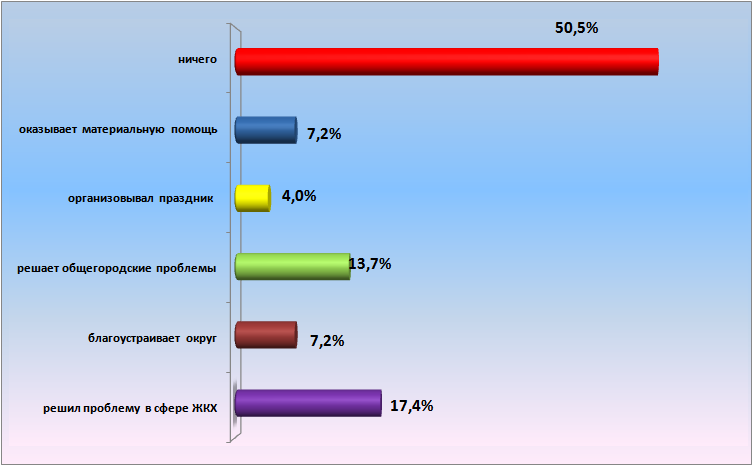 50,5%
ничего
оказывает материальную помощь
7,2%
организовывал праздник
4,0%
решает общегородские проблемы
13,7%
благоустраивает округ
7,2%
решил проблему в сфере ЖКХ
17,4%